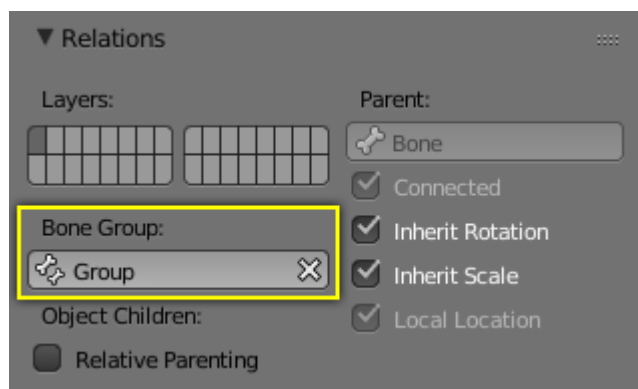 Relations
Layers:
Parent:
Bone
Connected
Bone Group:
Inherit Rotation
Group
Inherit Scale
Object Children:
Local Location
Relative Parenting